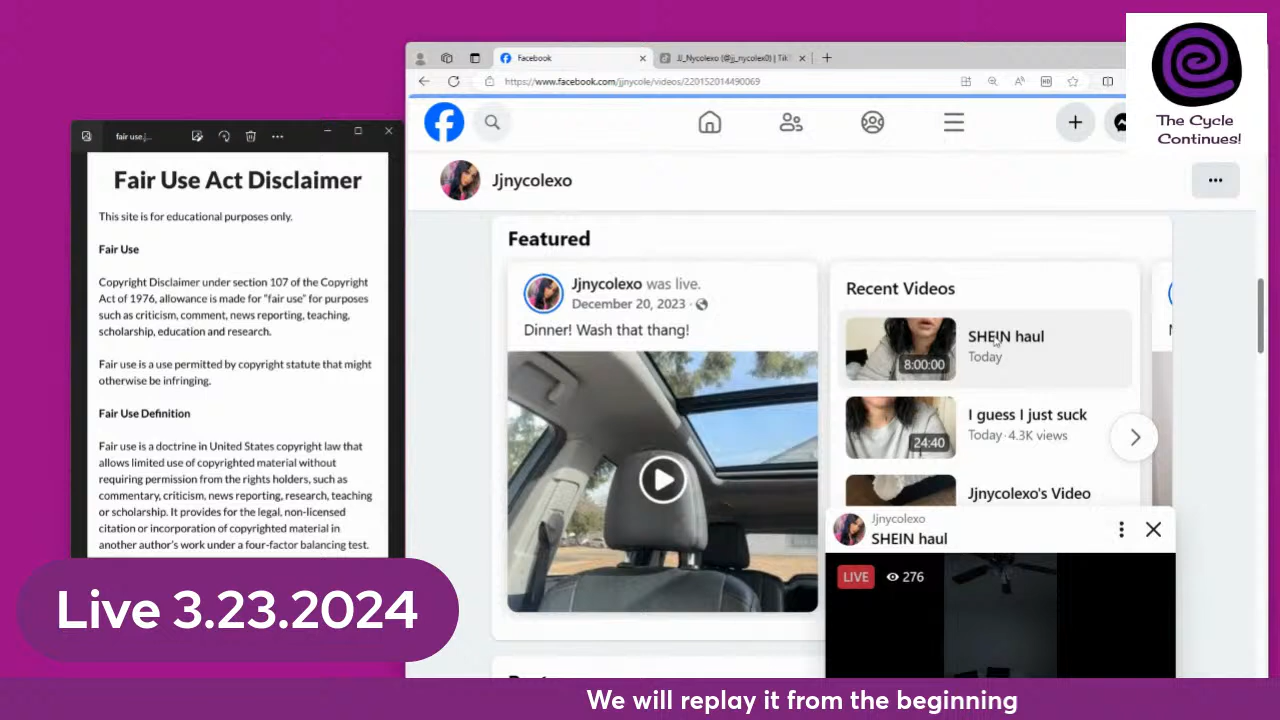 The Cycle
Continues!
Facebook
JJ_Nycolexo (@jj_nycolex0) | Tik
https://www.facebook.com/jjnycole/videos/220152014490069
fair use.j...
Fair Use Act Disclaimer
This site is for educational purposes only.
Fair Use
Copyright Disclaimer under section 107 of the Copyright
Act of 1976, allowance is made for "fair use" for purposes
such as criticism, comment, news reporting, teaching,
scholarship, education and research.
Fair use is a use permitted by copyright statute that might
otherwise be infringing.
Fair Use Definition
Fair use is a doctrine in United States copyright law that
allows limited use of copyrighted material without
requiring permission from the rights holders, such as
commentary, criticism, news reporting, research, teaching
or scholarship. It provides for the legal, non-licensed
citation or incorporation of copyrighted material in
another author's work under a four-factor balancing test.
Jjnycolexo
Featured
Jjnycolexo was live.
December 20, 2023 ·
Dinner! Wash that thang!
Recent Videos
SHEIN haul
Today
8:00:00
I guess I just suck
Today · 4.3K views
24:40
Jjnycolexo's Video
Jjnycolexo
SHEIN haul
LIVE 276
Live 3.23.2024
We will replay it from the beginning